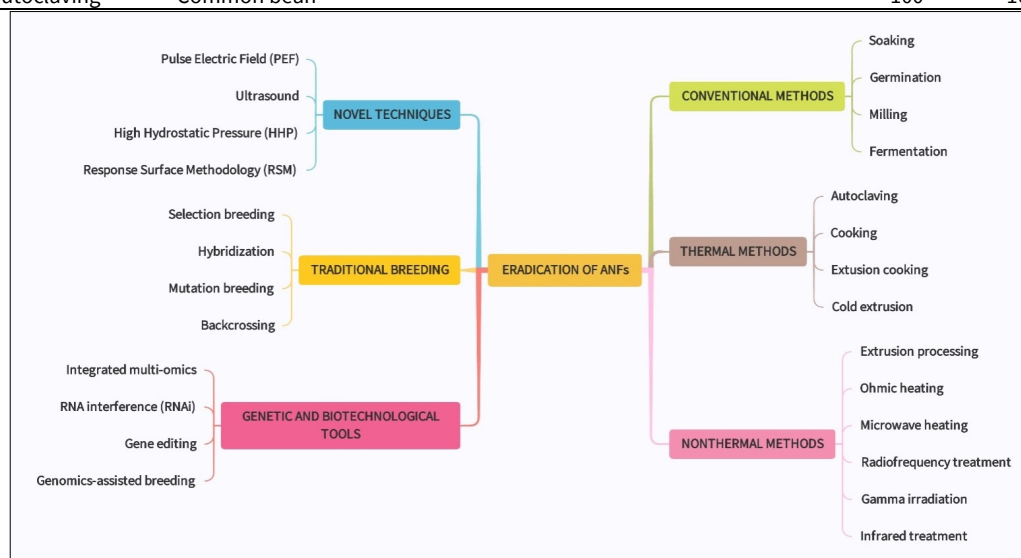 Common bean
Pulse Electric Field (PEF)
Ultrasound
High Hydrostatic Pressure (HHP)
Response Surface Methodology (RSM)
NOVEL TECHNIQUES
Selection breeding
Hybridization
Mutation breeding
Backcrossing
TRADITIONAL BREEDING
Integrated multi-omics
RNA interference (RNAi)
Gene editing
Genomics-assisted breeding
GENETIC AND BIOTECHNOLOGICAL
TOOLS
ERADICATION OF ANFs
CONVENTIONAL METHODS
Soaking
Germination
Milling
Fermentation
THERMAL METHODS
Autoclaving
Cooking
Extusion cooking
Cold extrusion
NONTHERMAL METHODS
Extrusion processing
Ohmic heating
Microwave heating
Radiofrequency treatment
Gamma irradiation
Infrared treatment